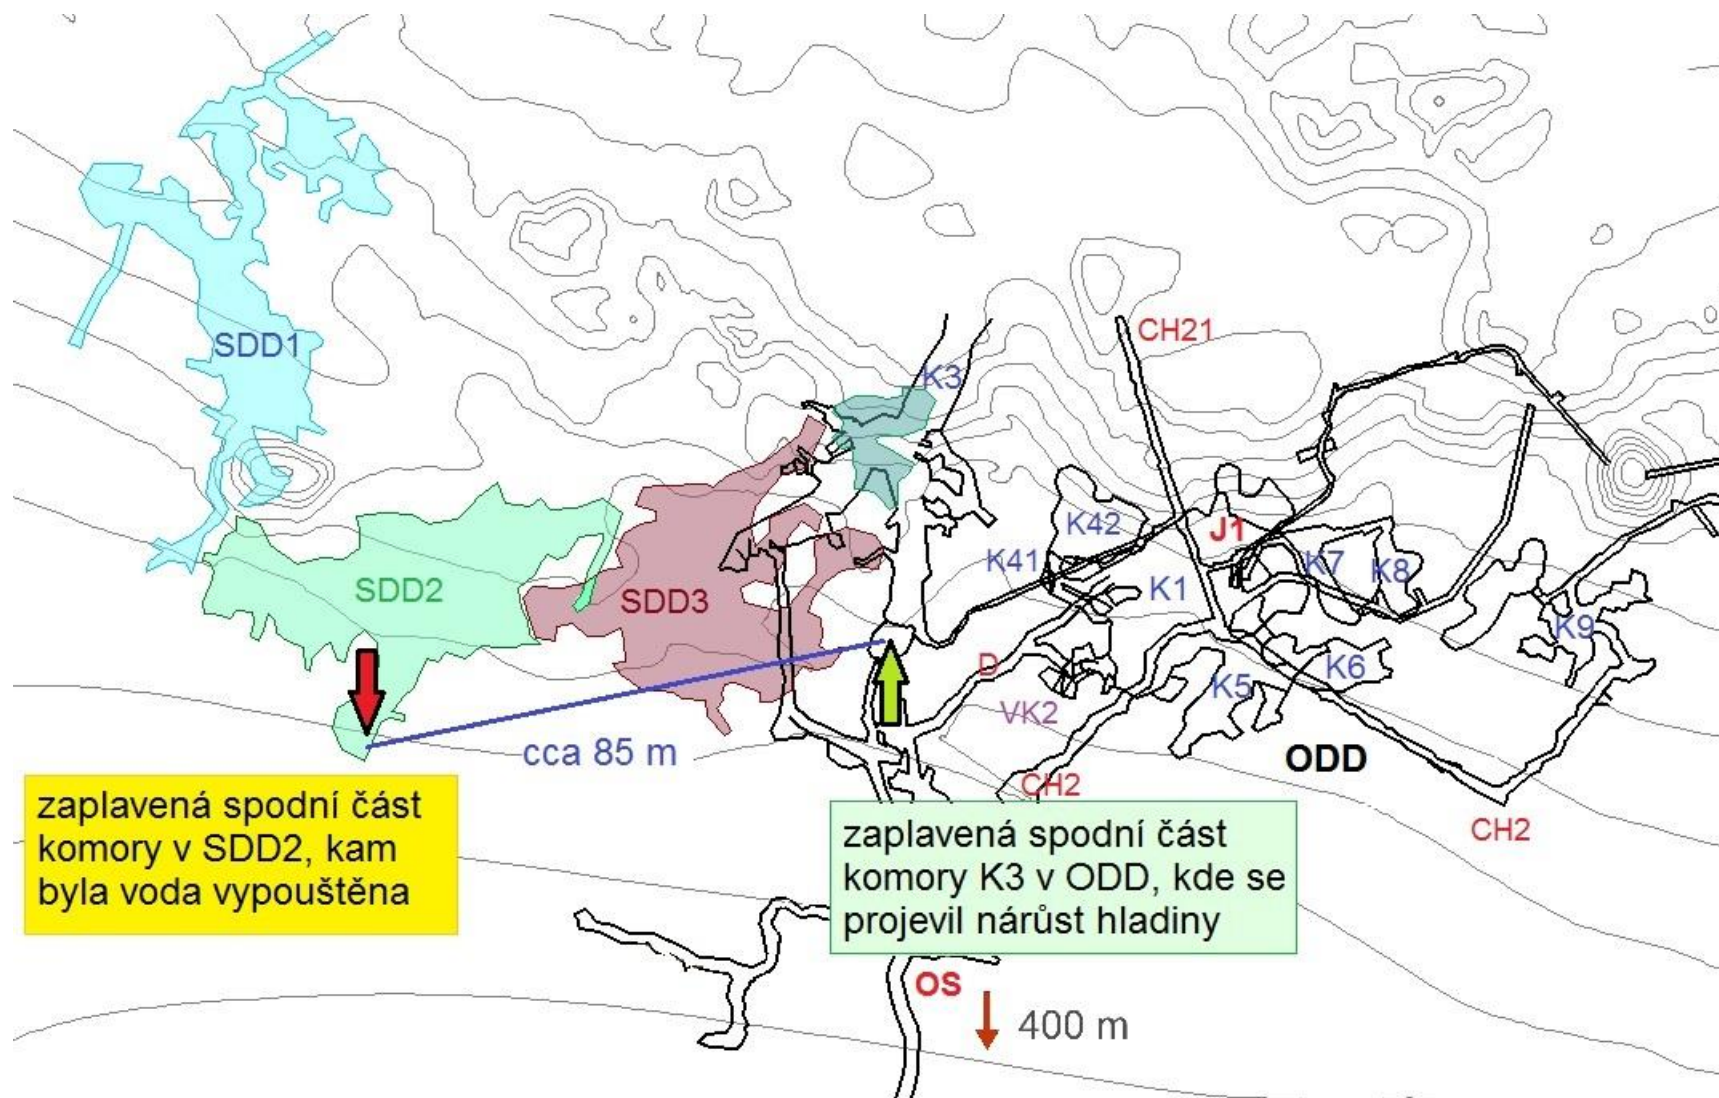 CH21
SDD1
K3
K42
J1
K41
K7
K8
K1
SDD2
SDD3
K9
D
K6
K5
VK2
cca 85 m
ODD
CH2
CH2
zaplavená spodní část
komory v SDD2, kam
byla voda vypouštěna
zaplavená spodní část
komory K3 v ODD, kde se
projevil nárůst hladiny
OS
400 m